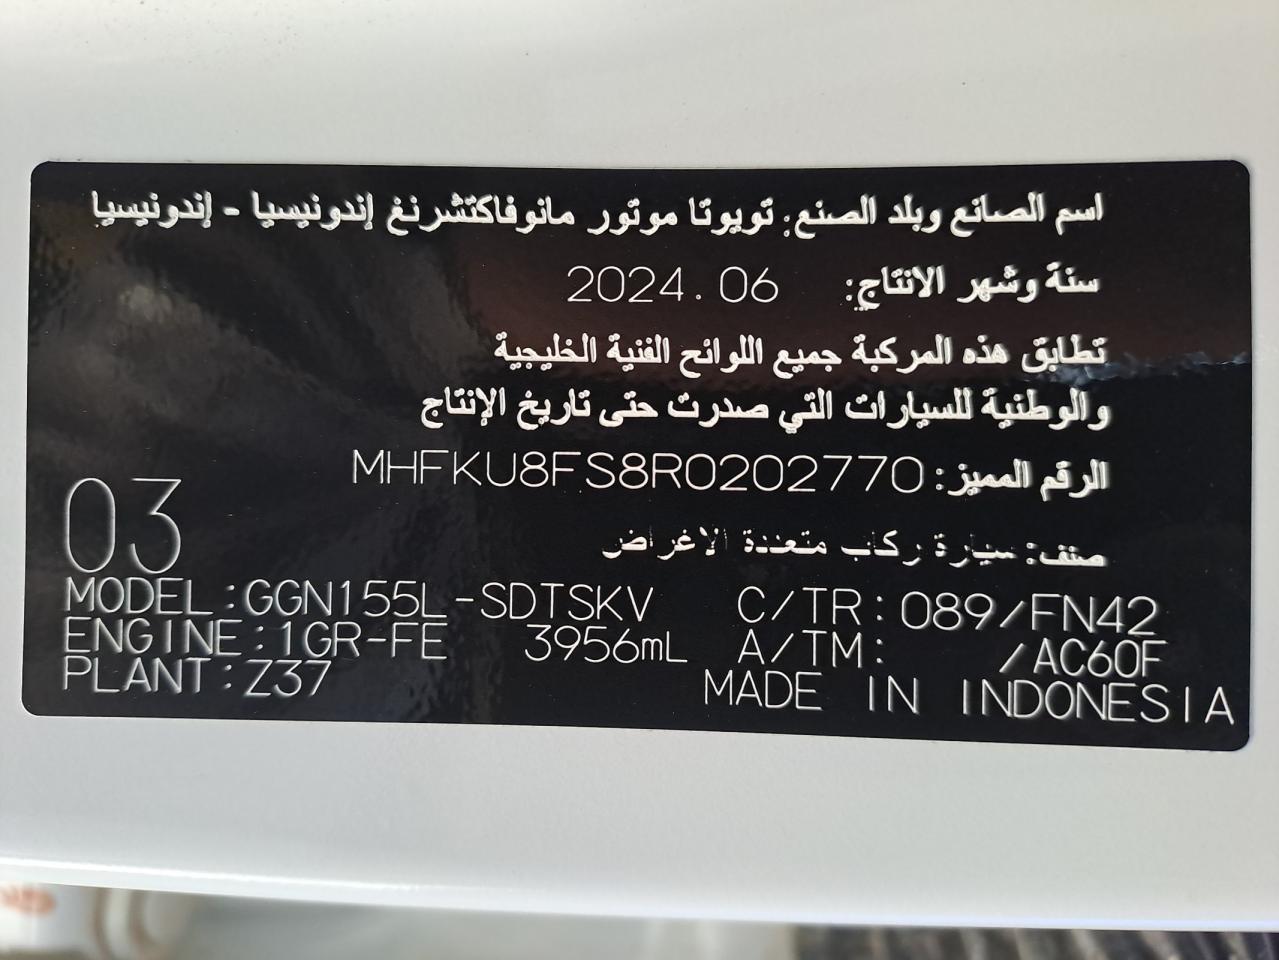 اسم الصانع وبلد الصنع: تويوتا موتور مانوفاكتشرنغ إندونيسيا - إندونيسيا
سنة وشهر الانتاج: 2024.06
تطابق هذه المركبة جميع اللوائح الفنية الخليجية
والوطنية للسيارات التي صدرت حتى تاريخ الإنتاج
الرقم المميز: MHFKU8FS8R0202770
صنف: سيارة ركاب متعددة الاغراض
03
MODEL:GGN155L-SDTSKV C/TR:089/FN42
ENGINE:1GR-FE 3956mL A/TM: /AC60F
PLANT:Z37 MADE IN INDONESIA